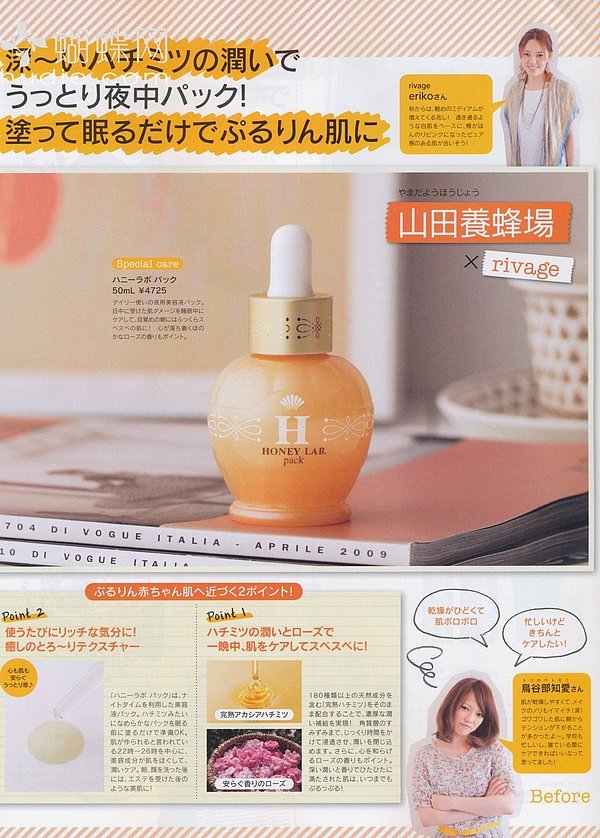 蝴蝶网
深〜いハチミツの潤いで
うっとり夜中パック!
塗って眠るだけでぷるりん肌に
rivage
erikoさん
秋からは、軽めのミディアムが
増えてくる兆し! 透き通るよう
な白肌をベースに、頬がほ
んのりピンクになったピュア
感のある肌が合いそう!
やまだようほうじょう
山田養蜂場
× rivage
Special care
ハニーラボ パック
50mL ¥4725
デイリー使いの夜用美容液パック。
日中に受けた肌ダメージを睡眠中に
ケアして、目覚めの朝にはふっくらス
ベスベの肌に! 心が落ち着くほの
かなローズの香りもポイント。
H
HONEY LAB.
pack
704 DI VOGUE ITALIA - APRILE 2009
10 DI VOGUE ITALIA -
ぷるりん赤ちゃん肌へ近づく2ポイント!
Point 1
ハチミツの潤いとローズで
一晩中、肌をケアしてスベスベに!
完熟アカシアハチミツ
安らぐ香りのローズ
180種類以上の天然成分を
含む「完熟ハチミツ」をそのま
ま配合することで、濃厚な潤い
補給を実現! 角質層のす
みずみまで、じっくり時間をか
けて浸透させ、潤いを閉じ込
めます。さらに、心を和らげ
るローズの香りもポイント。
深い潤いと香りでひたひたに
満たされた肌は、いつまでも
ぷるっぷる!
Point 2
使うたびにリッチな気分に!
癒しのとろ〜りテクスチャー
心も肌も
安らぐ
うっとり感♪
「ハニーラボ パック」は、ナ
イトタイムを利用した美容
液パック。ハチミツみたい
になめらかなパックを眠る
前に塗るだけで準備OK。
肌が作られると言われてい
る22時〜26時を中心に、
美容成分が肌をほぐして、
潤いケア。朝、顔を洗った後
には、エステを受けた後の
ような美肌に!
乾燥がひどくて
肌ボロボロ
忙しいけど
きちんと
ケアしたい!
トリヤベトモミ
鳥谷部知愛さん
肌が乾燥しやすくて、メイ
クのノリもイマイチ(涙)
ゴワゴワした肌に朝から
テンションが下がること
が多かったよ〜。学校も
忙しいし、寝ている間に
ケアできればいいなって
思ってました!
Before